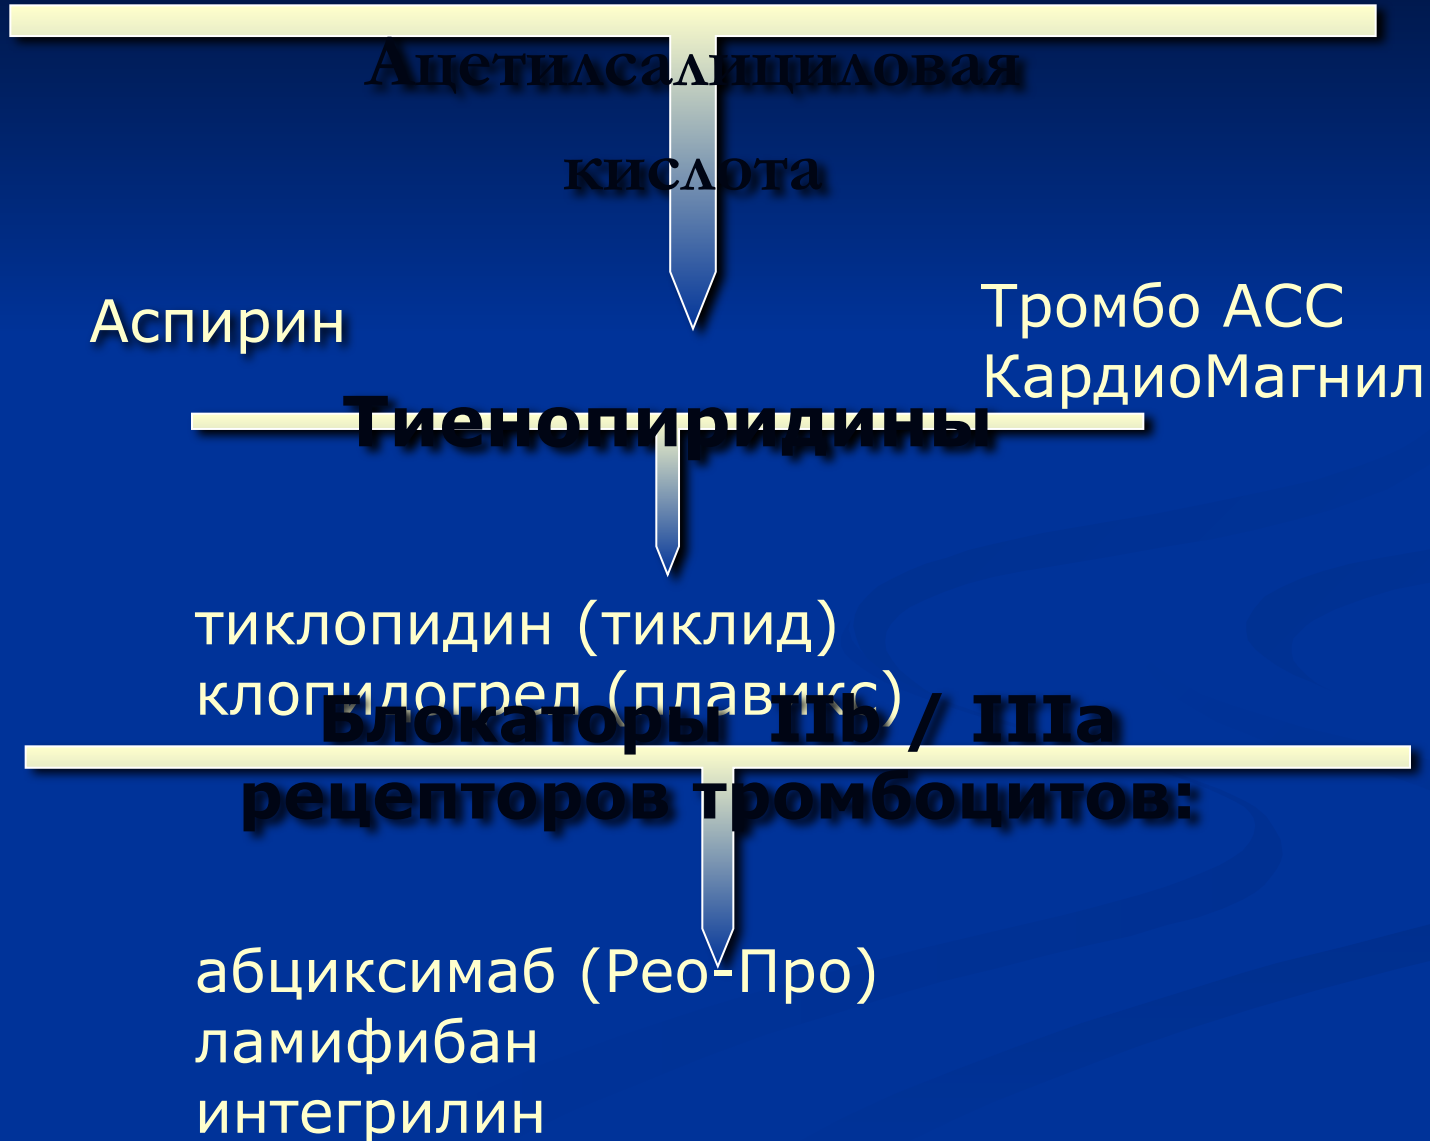 Ацетилсалициловая
кислота
Аспирин
Тромбо АСС
КардиоМагнил
Тиенопиридины
тиклопидин (тиклид)
клопидогрел (плавикс)
Блокаторы IIb / IIIа
рецепторов тромбоцитов:
абциксимаб (Рео-Про)
ламифибан
интегрилин